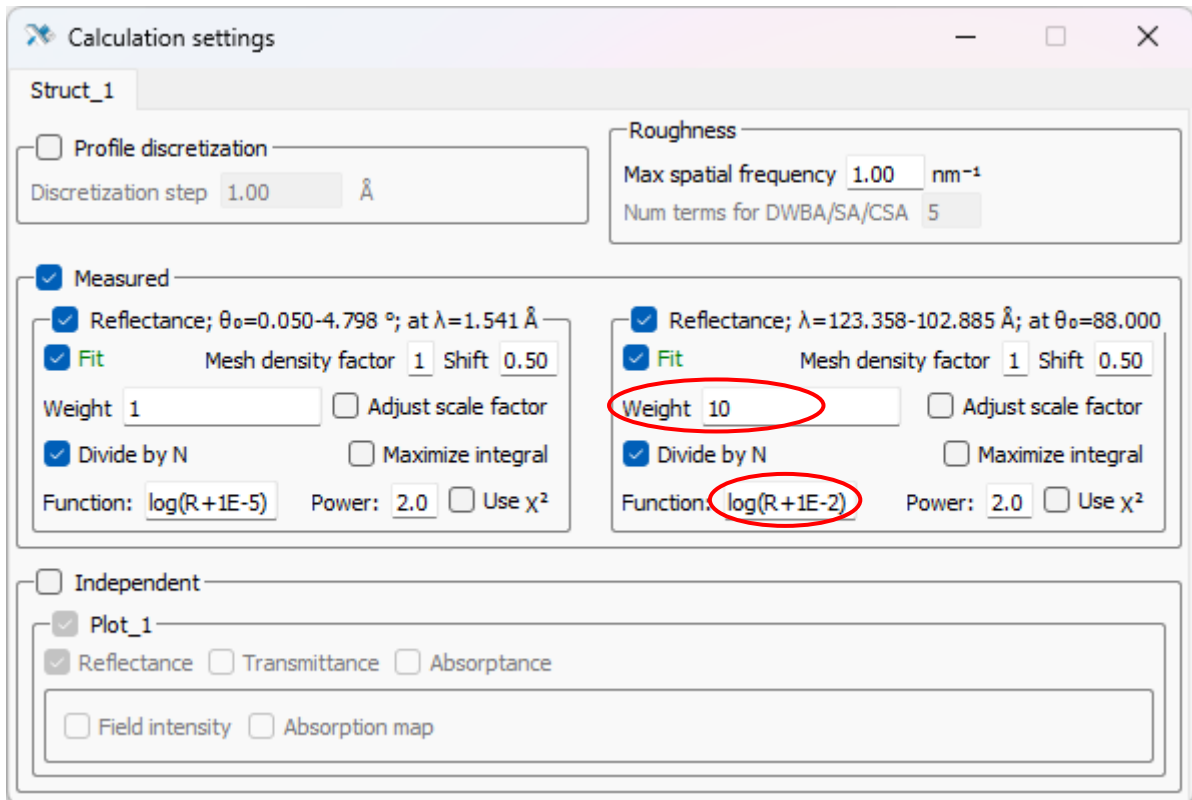 Calculation settings
Struct_1
Profile discretization
Discretization step 1.00 Å
Roughness
Max spatial frequency 1.00 nm⁻¹
Num terms for DWBA/SA/CSA 5
Measured
Reflectance; θ₀=0.050-4.798 °; at λ=1.541 Å
Fit Mesh density factor 1 Shift 0.50
Weight 1 Adjust scale factor
Divide by N Maximize integral
Function: log(R+1E-5) Power: 2.0 Use χ²
Reflectance; λ=123.358-102.885 Å; at θ₀=88.000
Fit Mesh density factor 1 Shift 0.50
Weight 10 Adjust scale factor
Divide by N Maximize integral
Function: log(R+1E-2) Power: 2.0 Use χ²
Independent
Plot_1
Reflectance Transmittance Absorptance
Field intensity Absorption map